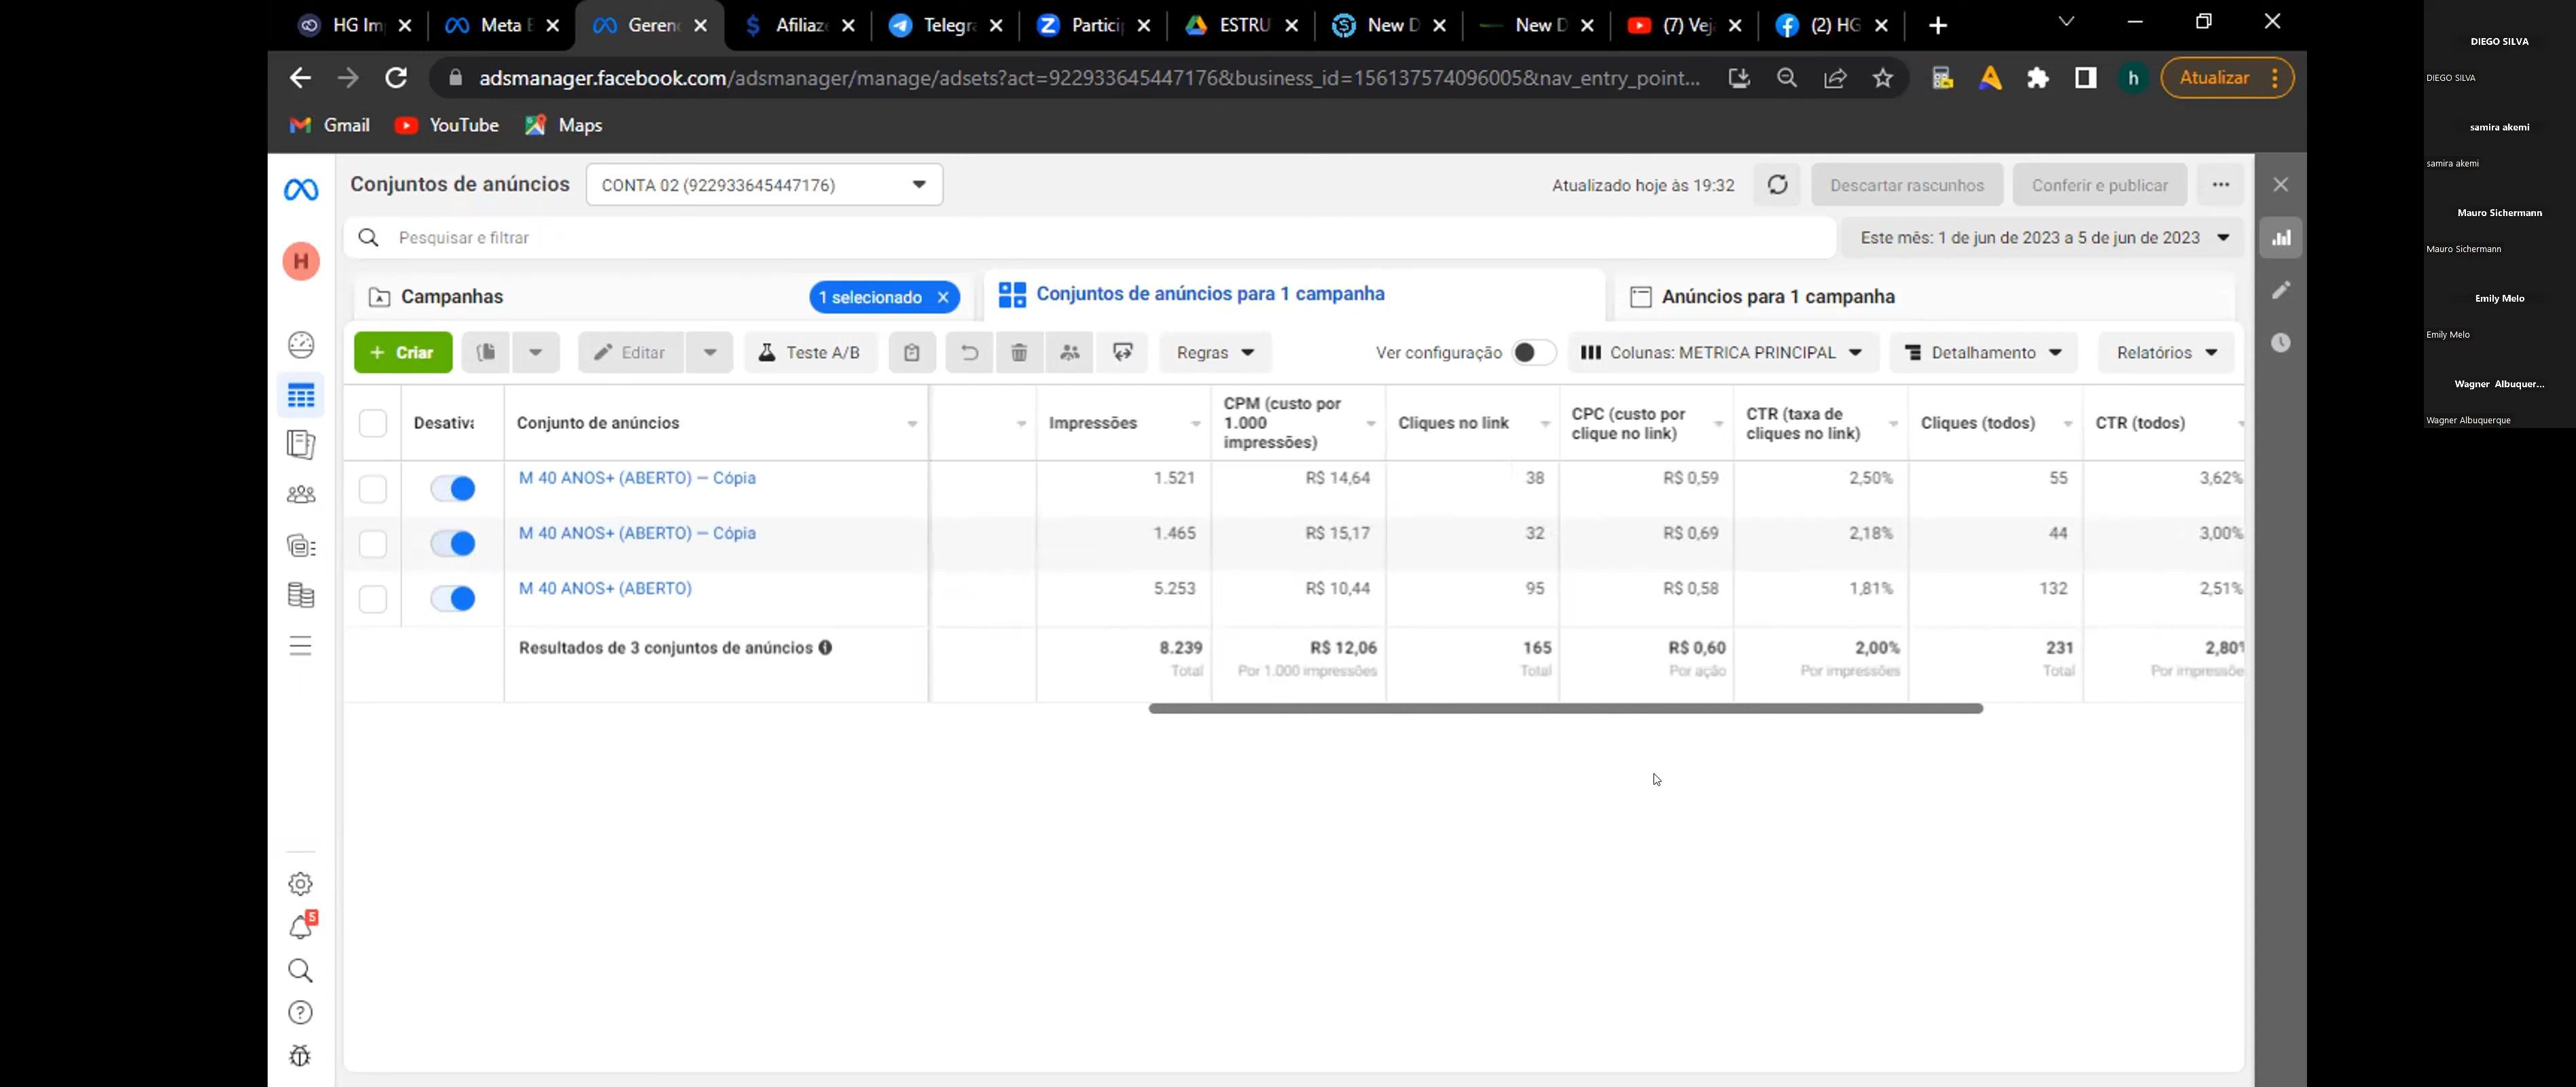 HG Im
Meta E
Geren
Afiliaze
Telegra
Partici
ESTRU
New D
New D
(7) Vej
(2) HG
adsmanager.facebook.com/adsmanager/manage/adsets?act=922933645447176&business_id=156137574096005&nav_entry_point...
h
Atualizar
Gmail
YouTube
Maps
Conjuntos de anúncios
CONTA 02 (922933645447176)
Atualizado hoje às 19:32
Descartar rascunhos
Conferir e publicar
H
Pesquisar e filtrar
Este mês: 1 de jun de 2023 a 5 de jun de 2023
Campanhas
1 selecionado
Conjuntos de anúncios para 1 campanha
Anúncios para 1 campanha
+ Criar
Editar
Teste A/B
Regras
Ver configuração
Colunas: METRICA PRINCIPAL
Detalhamento
Relatórios
Desativa
Conjunto de anúncios
Impressões
CPM (custo por 1.000 impressões)
Cliques no link
CPC (custo por clique no link)
CTR (taxa de cliques no link)
Cliques (todos)
CTR (todos)
M 40 ANOS+ (ABERTO) — Cópia 1.521 R$ 14,64 38 R$ 0,59 2,50% 55 3,62%
M 40 ANOS+ (ABERTO) — Cópia 1.465 R$ 15,17 32 R$ 0,69 2,18% 44 3,00%
M 40 ANOS+ (ABERTO) 5.253 R$ 10,44 95 R$ 0,58 1,81% 132 2,51%
Resultados de 3 conjuntos de anúncios 8.239 R$ 12,06 165 R$ 0,60 2,00% 231 2,80%
Total Por 1.000 impressões Total Por ação Por impressões Total Por impressõe
5
DIEGO SILVA
DIEGO SILVA
samira akemi
samira akemi
Mauro Sichermann
Mauro Sichermann
Emily Melo
Emily Melo
Wagner Albuquer...
Wagner Albuquerque